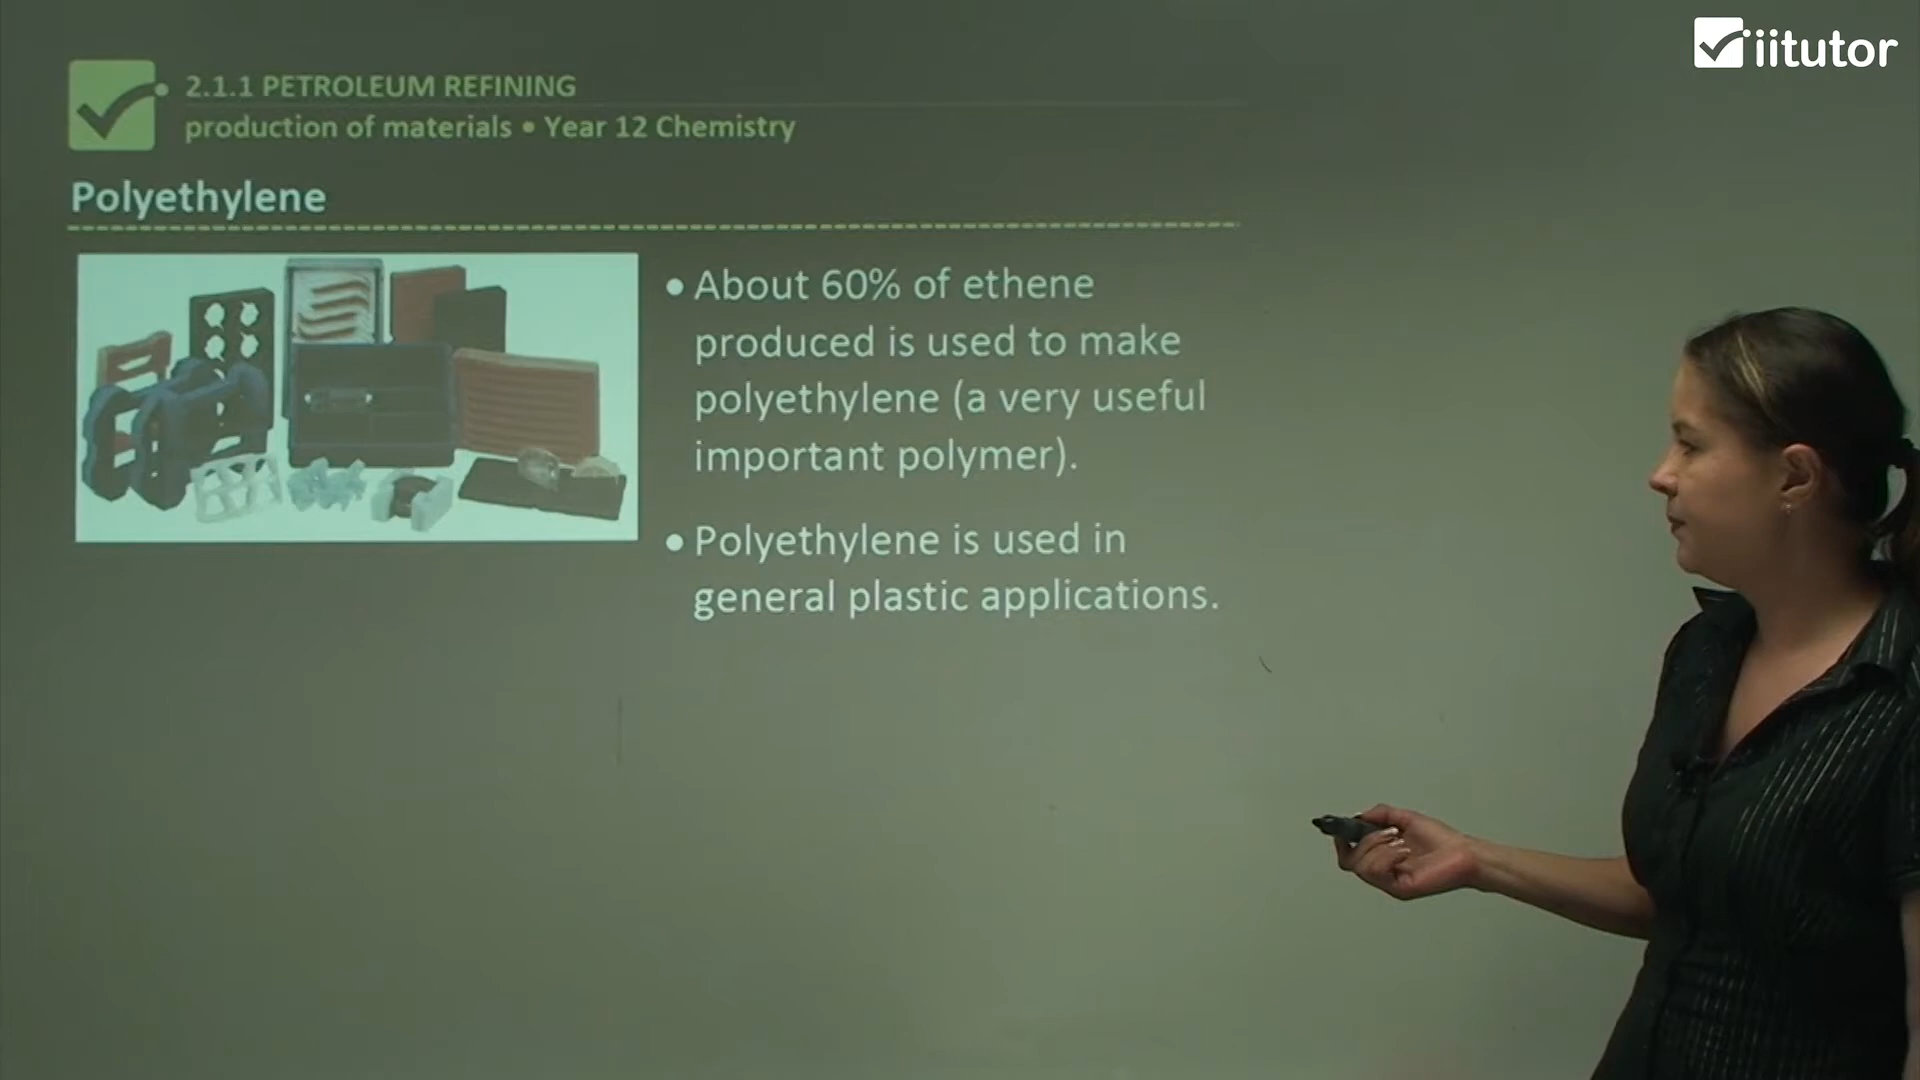 iitutor
2.1.1 PETROLEUM REFINING
production of materials • Year 12 Chemistry
Polyethylene
• About 60% of ethene
produced is used to make
polyethylene (a very useful
important polymer).
• Polyethylene is used in
general plastic applications.